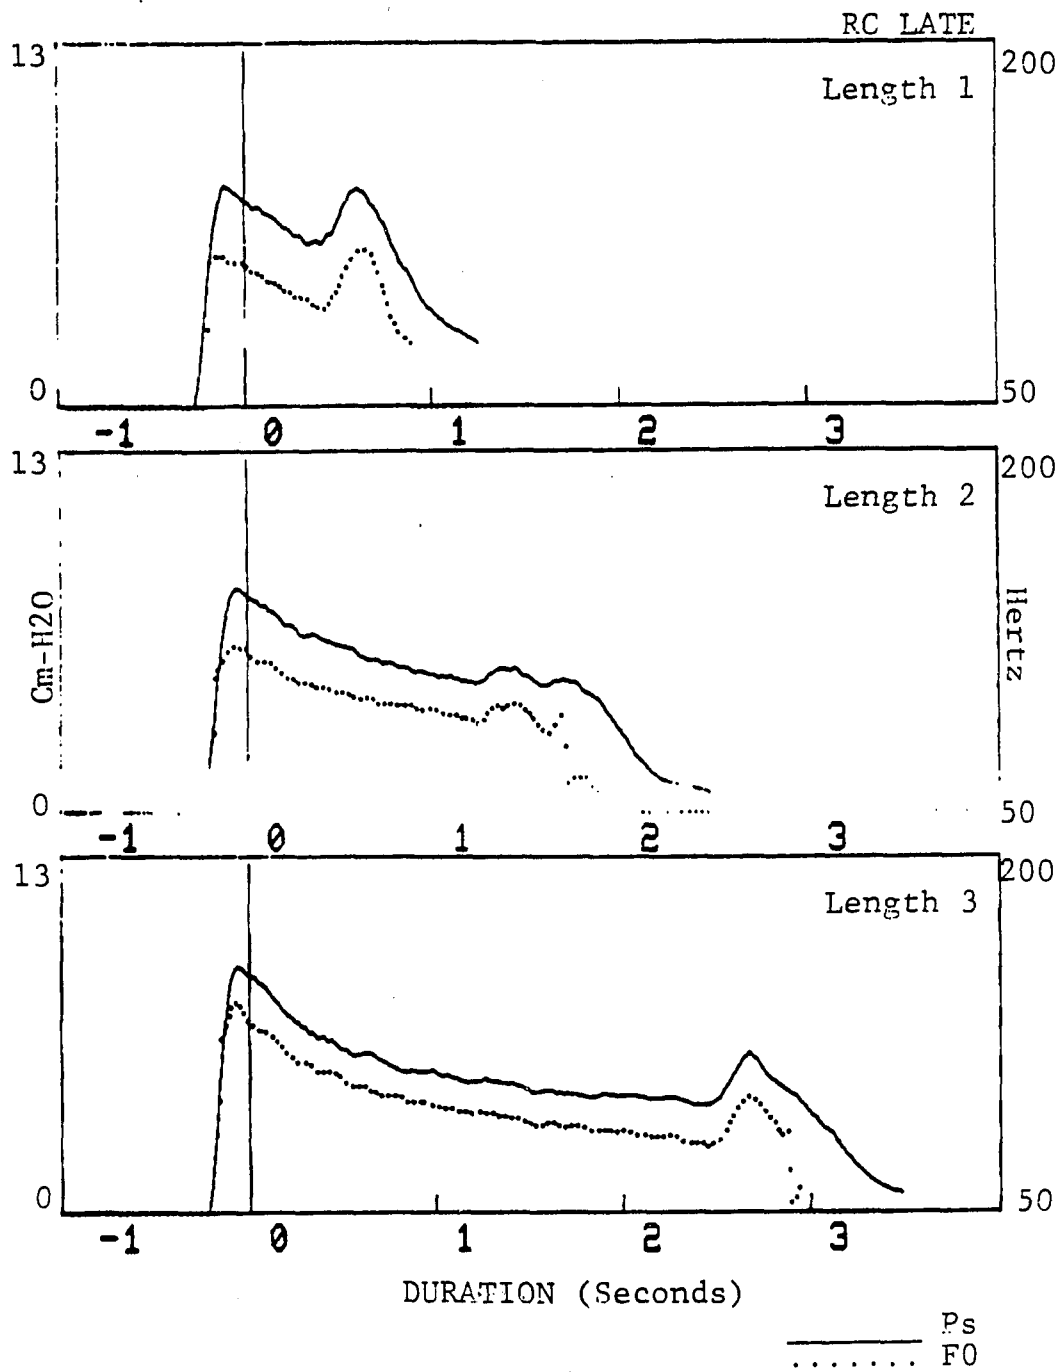 RC LATE
13 200
Length 1
0 50
-1 0 1 2 3
13 200
Length 2
Cm-H2O
Hertz
0 50
-1 0 1 2 3
13 200
Length 3
0 50
-1 0 1 2 3
DURATION (Seconds)
Ps
F0